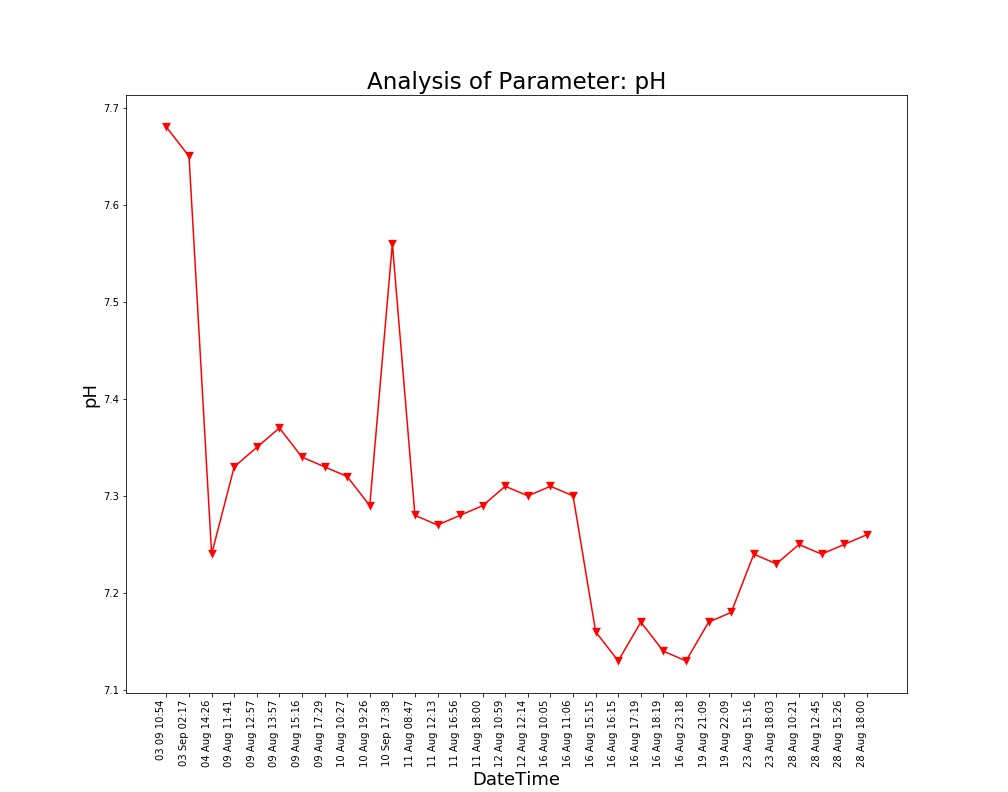 Analysis of Parameter: pH
7.7
7.6
7.5
7.4
7.3
7.2
7.1
pH
03 09 10:54
03 Sep 02:17
04 Aug 14:26
09 Aug 11:41
09 Aug 12:57
09 Aug 13:57
09 Aug 15:16
09 Aug 17:29
10 Aug 10:27
10 Aug 19:26
10 Sep 17:38
11 Aug 08:47
11 Aug 12:13
11 Aug 16:56
11 Aug 18:00
12 Aug 10:59
12 Aug 12:14
16 Aug 10:05
16 Aug 11:06
16 Aug 15:15
16 Aug 16:15
16 Aug 17:19
16 Aug 18:19
16 Aug 23:18
19 Aug 21:09
19 Aug 22:09
23 Aug 15:16
23 Aug 18:03
28 Aug 10:21
28 Aug 12:45
28 Aug 15:26
28 Aug 18:00
DateTime